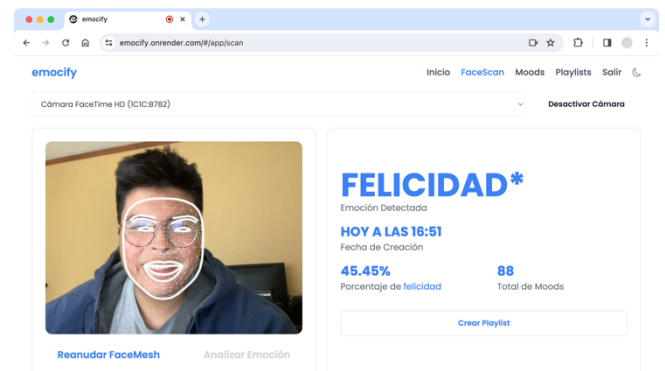 emocify
emocify.onrender.com/#/app/scan
emocify
Inicio FaceScan Moods Playlists Salir
Cámara FaceTime HD (1C1C:B782)
Desactivar Cámara
FELICIDAD*
Emoción Detectada
HOY A LAS 16:51
Fecha de Creación
45.45% 88
Porcentaje de felicidad Total de Moods
Crear Playlist
Reanudar FaceMesh Analizar Emoción